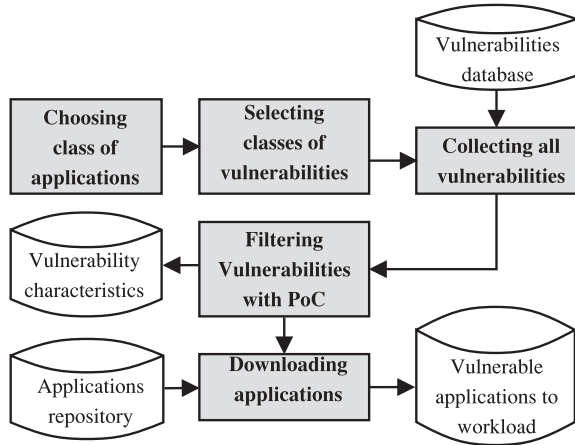 Vulnerabilities
database
Choosing
class of
applications
Selecting
classes of
vulnerabilities
Collecting all
vulnerabilities
Vulnerability
characteristics
Filtering
Vulnerabilities
with PoC
Applications
repository
Downloading
applications
Vulnerable
applications to
workload